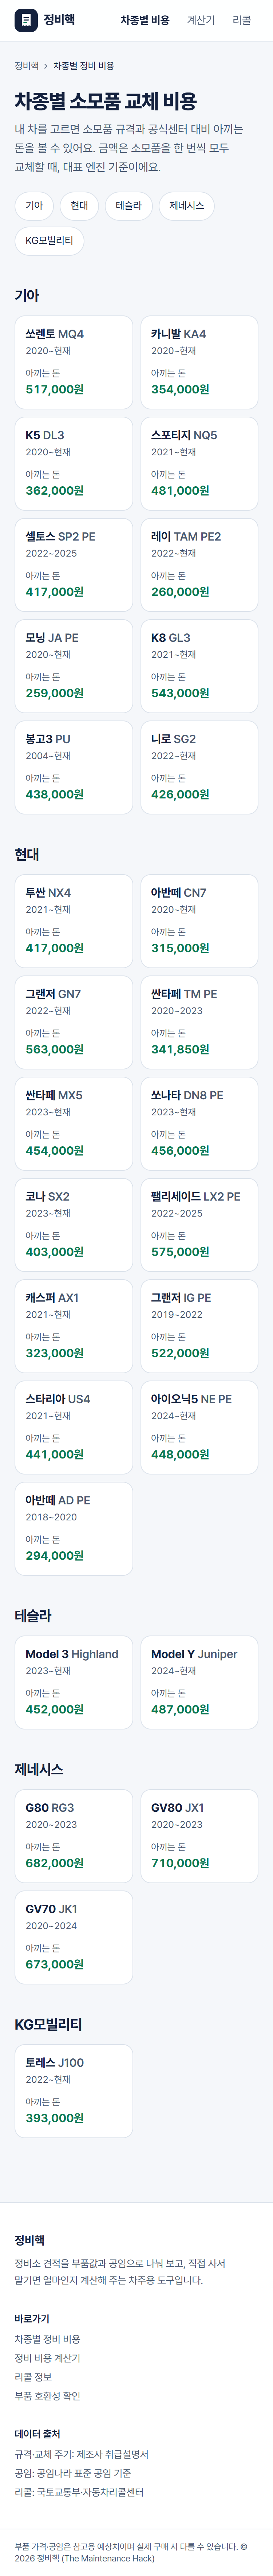 정비핵
차종별 비용 계산기 리콜
정비핵 > 차종별 정비 비용
차종별 소모품 교체 비용
내 차를 고르면 소모품 규격과 공식센터 대비 아끼는
돈을 볼 수 있어요. 금액은 소모품을 한 번씩 모두
교체할 때, 대표 엔진 기준이에요.
기아 현대 테슬라 제네시스
KG모빌리티
기아
쏘렌토 MQ4
2020~현재
아끼는 돈
517,000원
카니발 KA4
2020~현재
아끼는 돈
354,000원
K5 DL3
2020~현재
아끼는 돈
362,000원
스포티지 NQ5
2021~현재
아끼는 돈
481,000원
셀토스 SP2 PE
2022~2025
아끼는 돈
417,000원
레이 TAM PE2
2022~현재
아끼는 돈
260,000원
모닝 JA PE
2020~현재
아끼는 돈
259,000원
K8 GL3
2021~현재
아끼는 돈
543,000원
봉고3 PU
2004~현재
아끼는 돈
438,000원
니로 SG2
2022~현재
아끼는 돈
426,000원
현대
투싼 NX4
2021~현재
아끼는 돈
417,000원
아반떼 CN7
2020~현재
아끼는 돈
315,000원
그랜저 GN7
2022~현재
아끼는 돈
563,000원
싼타페 TM PE
2020~2023
아끼는 돈
341,850원
싼타페 MX5
2023~현재
아끼는 돈
454,000원
쏘나타 DN8 PE
2023~현재
아끼는 돈
456,000원
코나 SX2
2023~현재
아끼는 돈
403,000원
팰리세이드 LX2 PE
2022~2025
아끼는 돈
575,000원
캐스퍼 AX1
2021~현재
아끼는 돈
323,000원
그랜저 IG PE
2019~2022
아끼는 돈
522,000원
스타리아 US4
2021~현재
아끼는 돈
441,000원
아이오닉5 NE PE
2024~현재
아끼는 돈
448,000원
아반떼 AD PE
2018~2020
아끼는 돈
294,000원
테슬라
Model 3 Highland
2023~현재
아끼는 돈
452,000원
Model Y Juniper
2024~현재
아끼는 돈
487,000원
제네시스
G80 RG3
2020~2023
아끼는 돈
682,000원
GV80 JX1
2020~2023
아끼는 돈
710,000원
GV70 JK1
2020~2024
아끼는 돈
673,000원
KG모빌리티
토레스 J100
2022~현재
아끼는 돈
393,000원
정비핵
정비소 견적을 부품값과 공임으로 나눠 보고, 직접 사서
맡기면 얼마인지 계산해 주는 차주용 도구입니다.
바로가기
차종별 정비 비용
정비 비용 계산기
리콜 정보
부품 호환성 확인
데이터 출처
규격·교체 주기: 제조사 취급설명서
공임: 공임나라 표준 공임 기준
리콜: 국토교통부·자동차리콜센터
부품 가격·공임은 참고용 예상치이며 실제 구매 시 다를 수 있습니다. ©
2026 정비핵 (The Maintenance Hack)